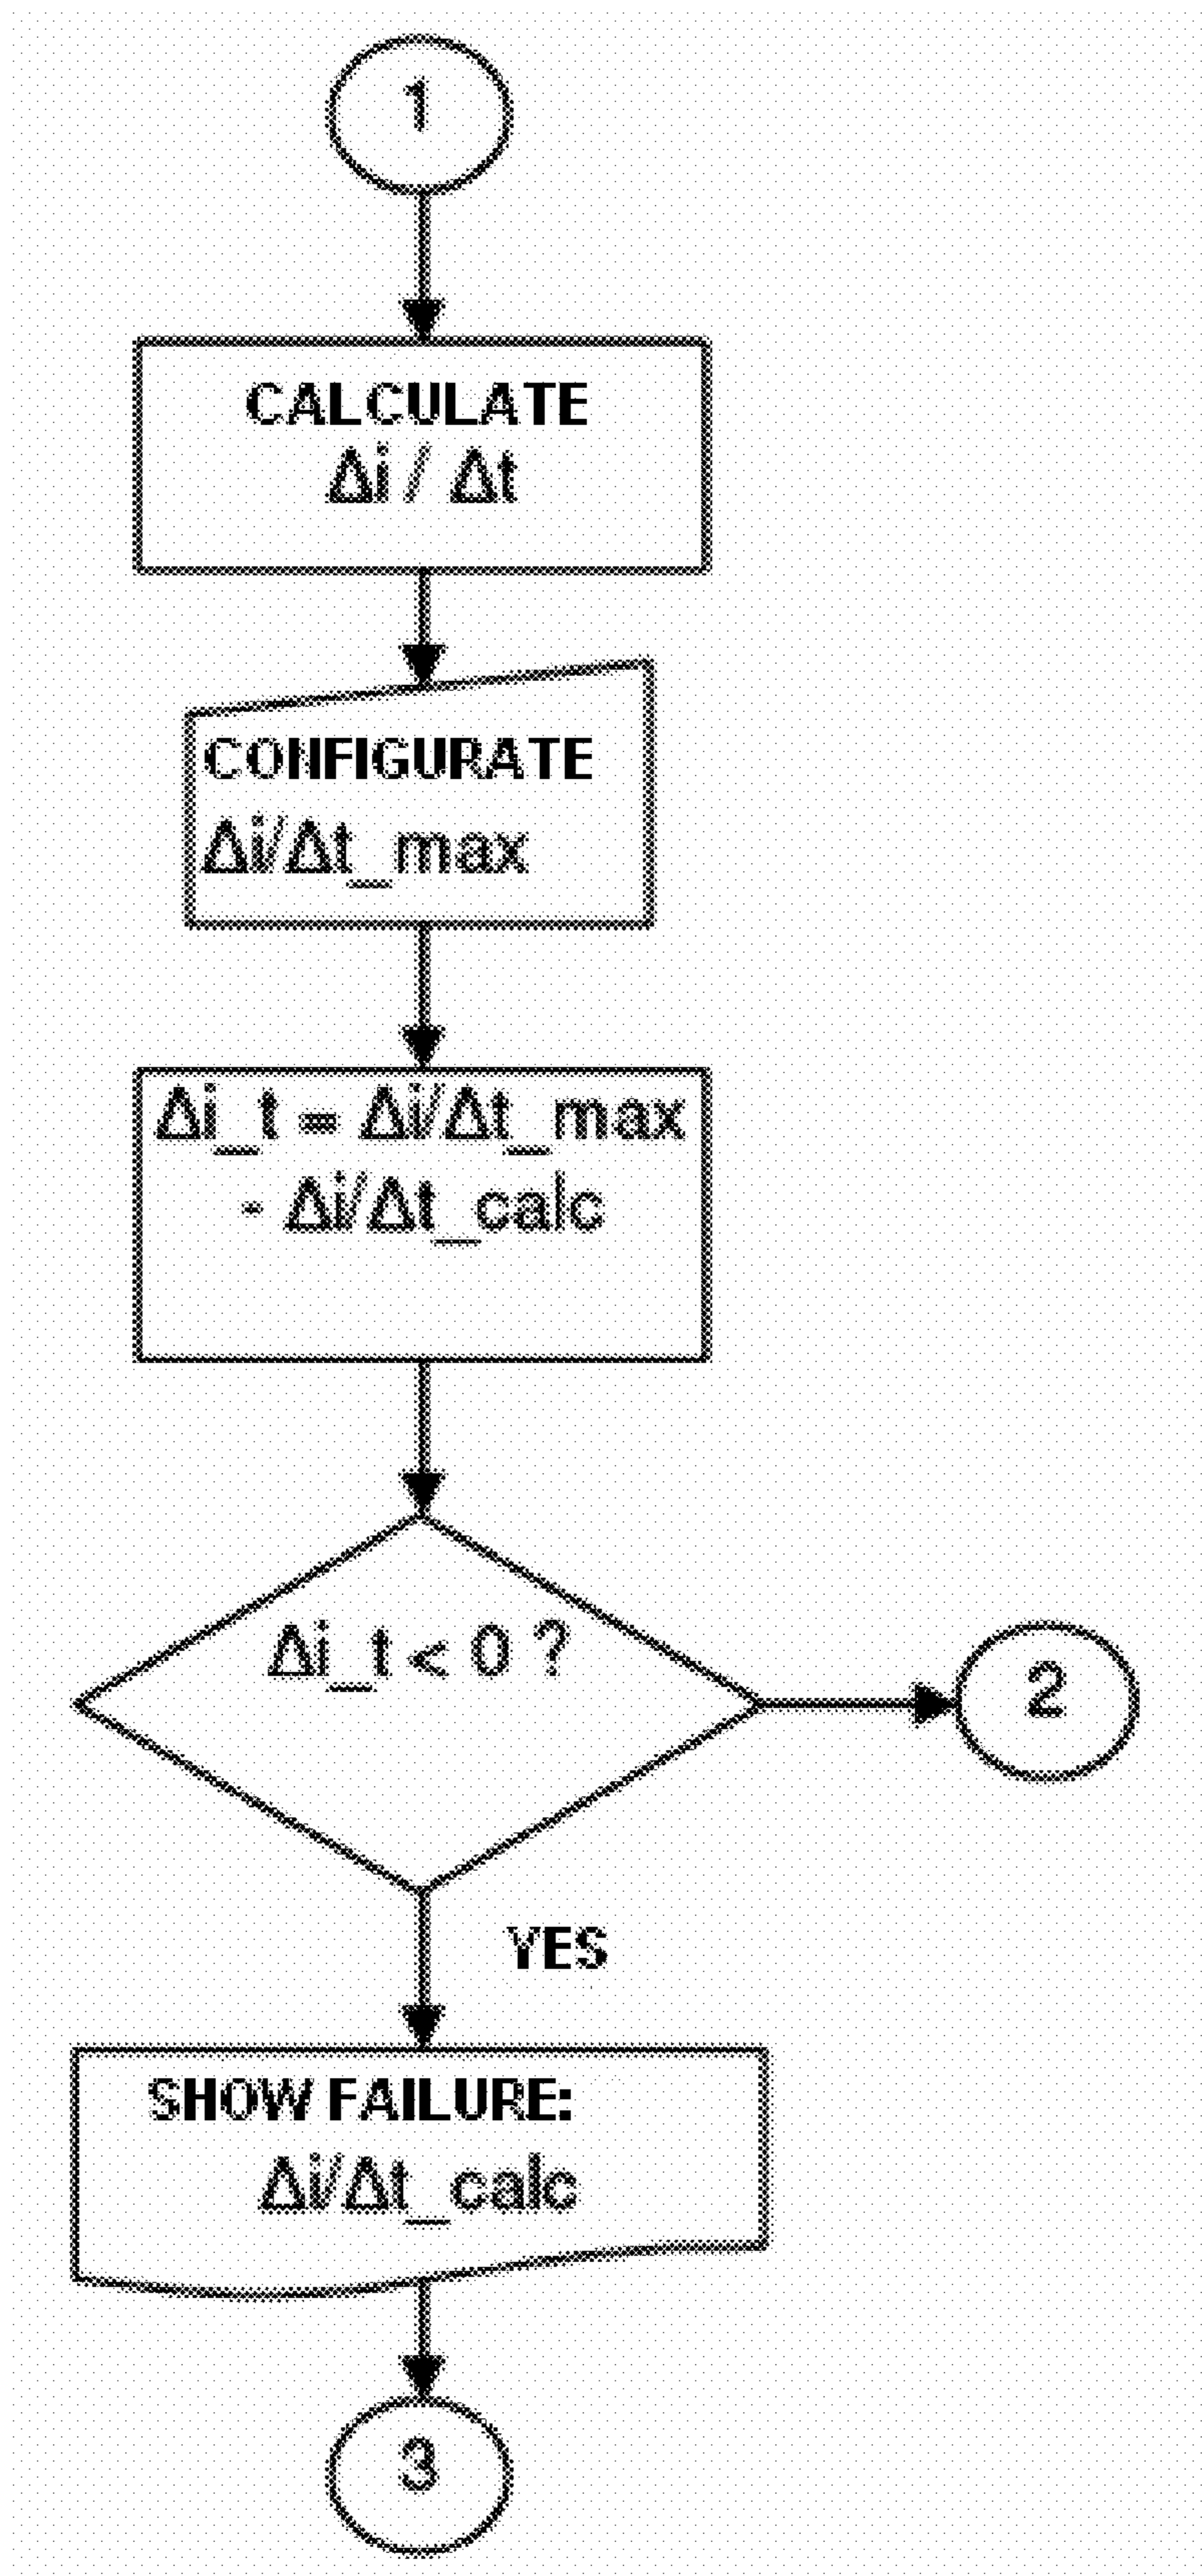 1
CALCULATE
Δi / Δt
CONFIGURATE
Δi/Δt_max
Δi_t = Δi/Δt_max
- Δi/Δt_calc
Δi_t < 0 ?
2
YES
SHOW FAILURE:
Δi/Δt_calc
3